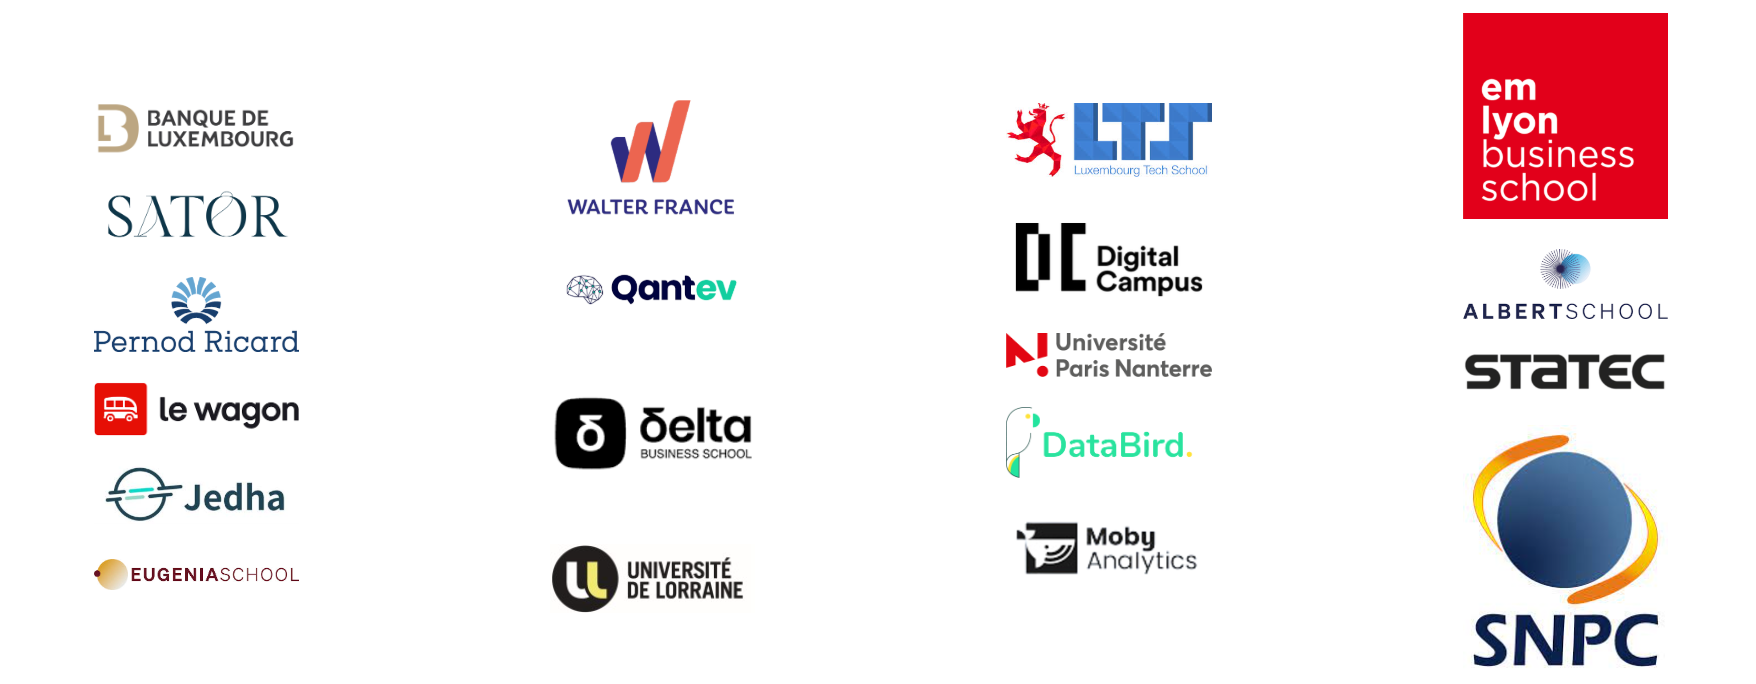 BANQUE DE
LUXEMBOURG
SATOR
Pernod Ricard
le wagon
Jedha
EUGENIASCHOOL
WALTER FRANCE
Qantev
δ
δelta
BUSINESS SCHOOL
UL
UNIVERSITÉ
DE LORRAINE
LTS
Luxembourg Tech School
DC
Digital
Campus
N!
Université
Paris Nanterre
DataBird.
Moby
Analytics
em
lyon
business
school
ALBERTSCHOOL
STATEC
SNPC